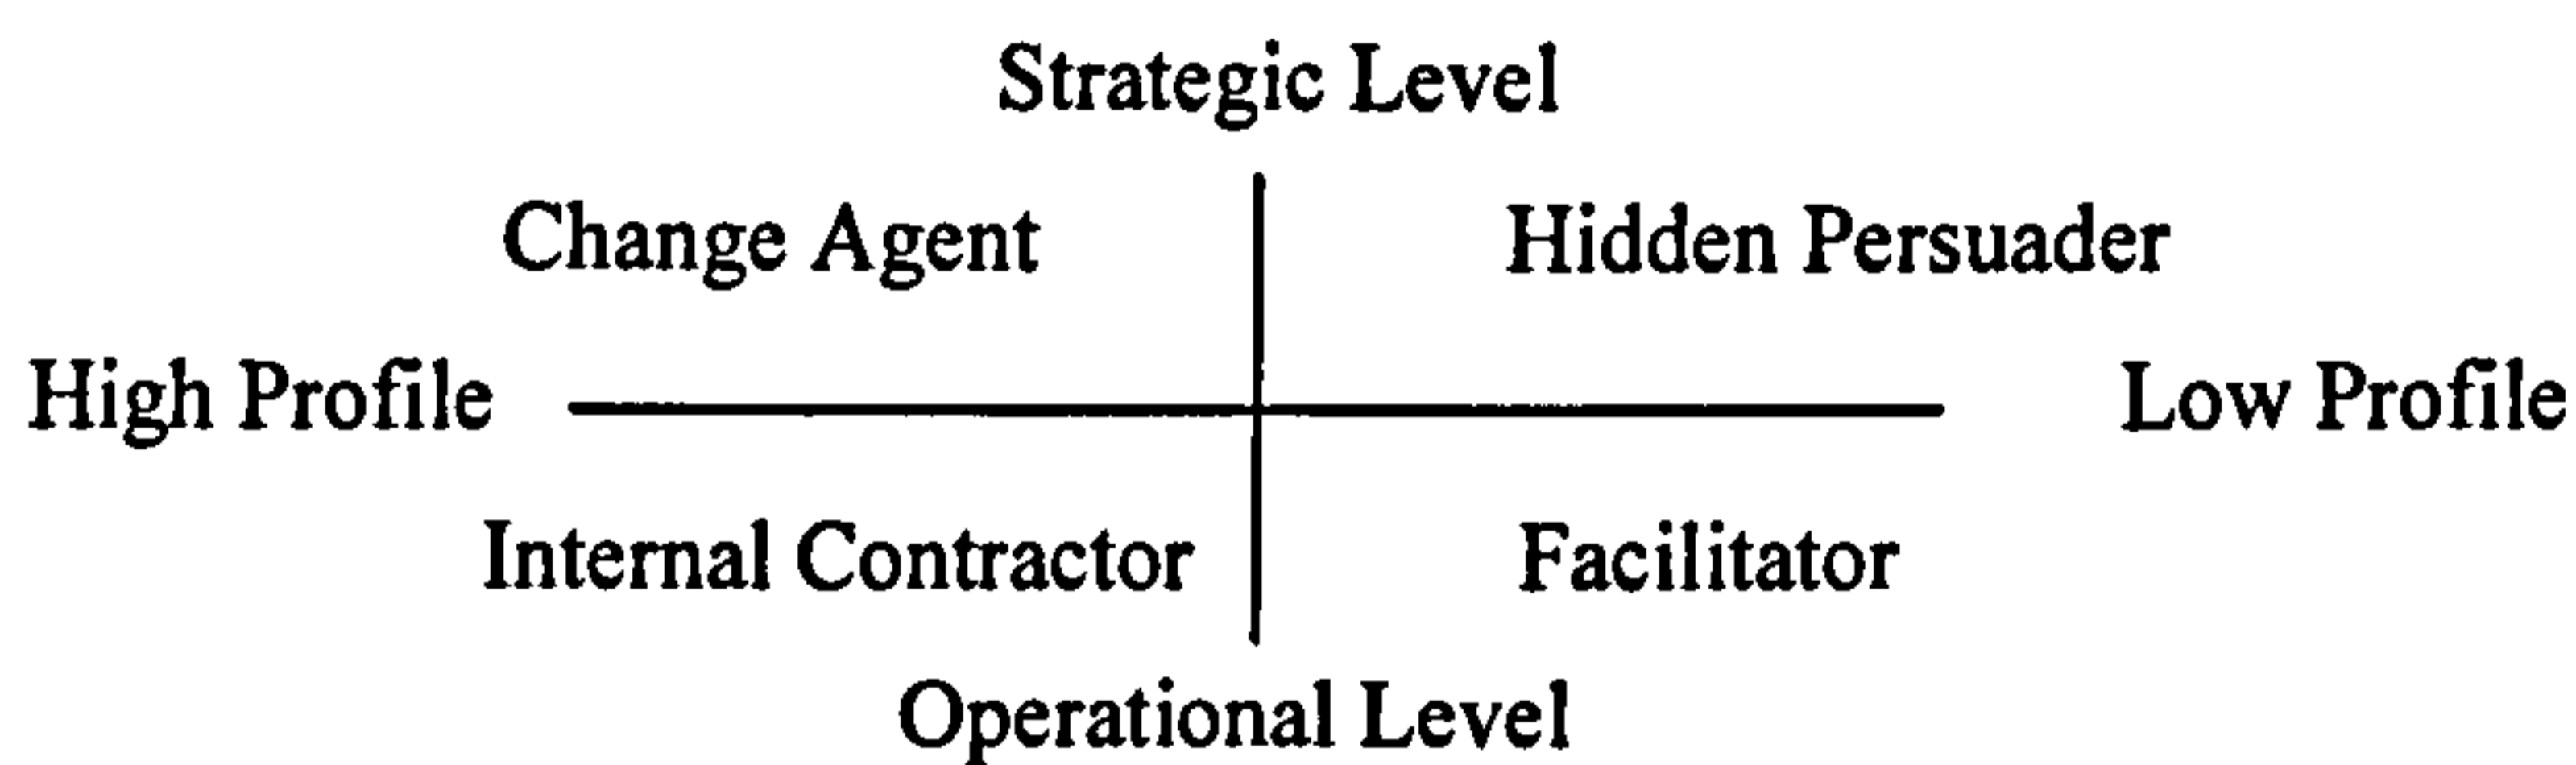 Strategic Level
Change Agent Hidden Persuader
High Profile Low Profile
Internal Contractor Facilitator
Operational Level